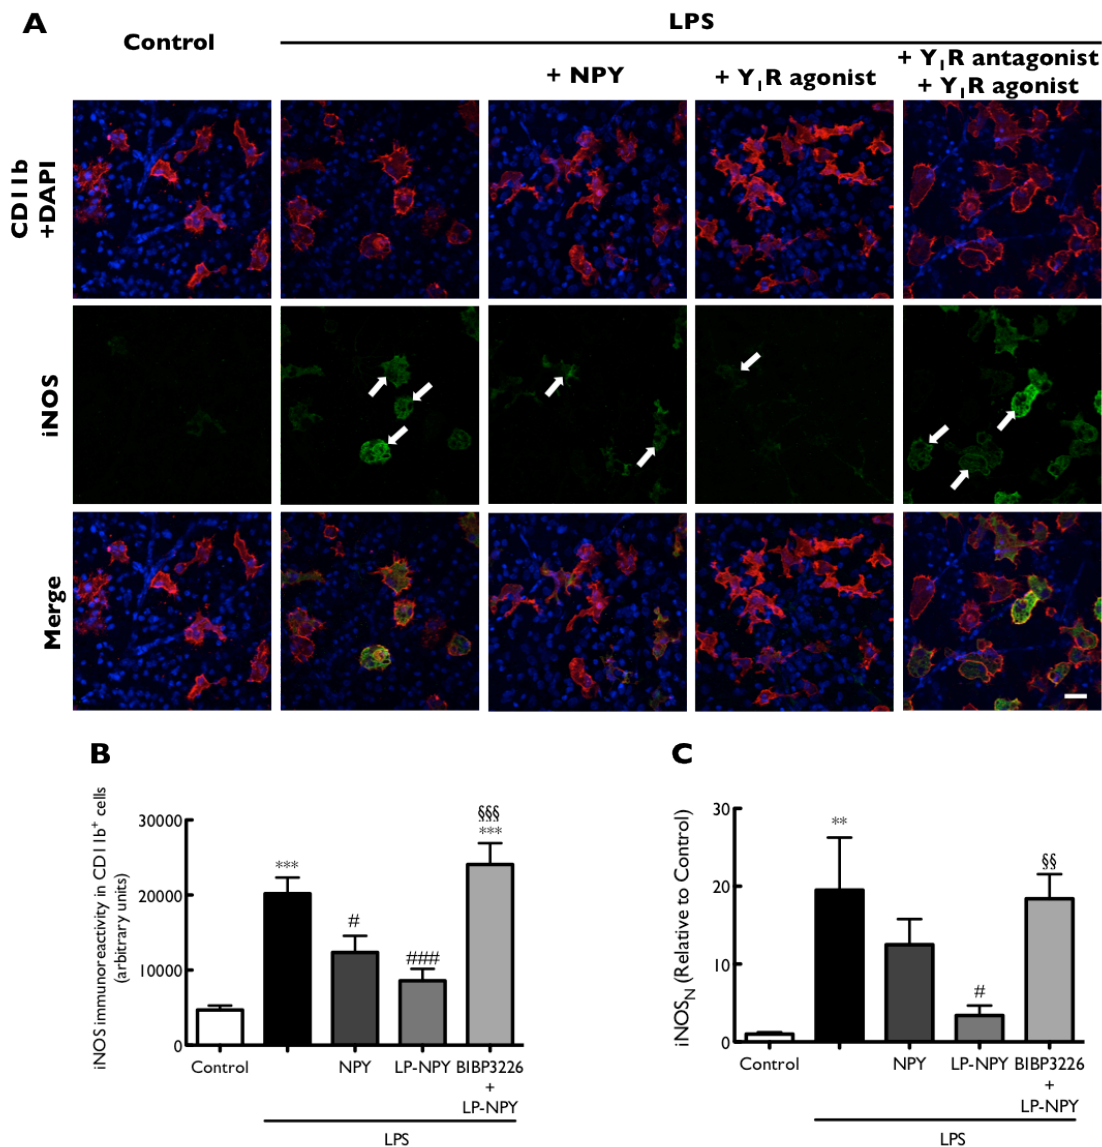 A
Control
LPS
+ NPY
+ Y₁R agonist
+ Y₁R antagonist
+ Y₁R agonist
CD11b
+DAPI
iNOS
Merge
B
iNOS immunoreactivity in CD11b⁺ cells
(arbitrary units)
30000
20000
10000
0
***
#
###
§§§
***
Control
NPY
LP-NPY
BIBP3226
+
LP-NPY
LPS
C
iNOS_N (Relative to Control)
30
20
10
0
**
#
§§
Control
NPY
LP-NPY
BIBP3226
+
LP-NPY
LPS